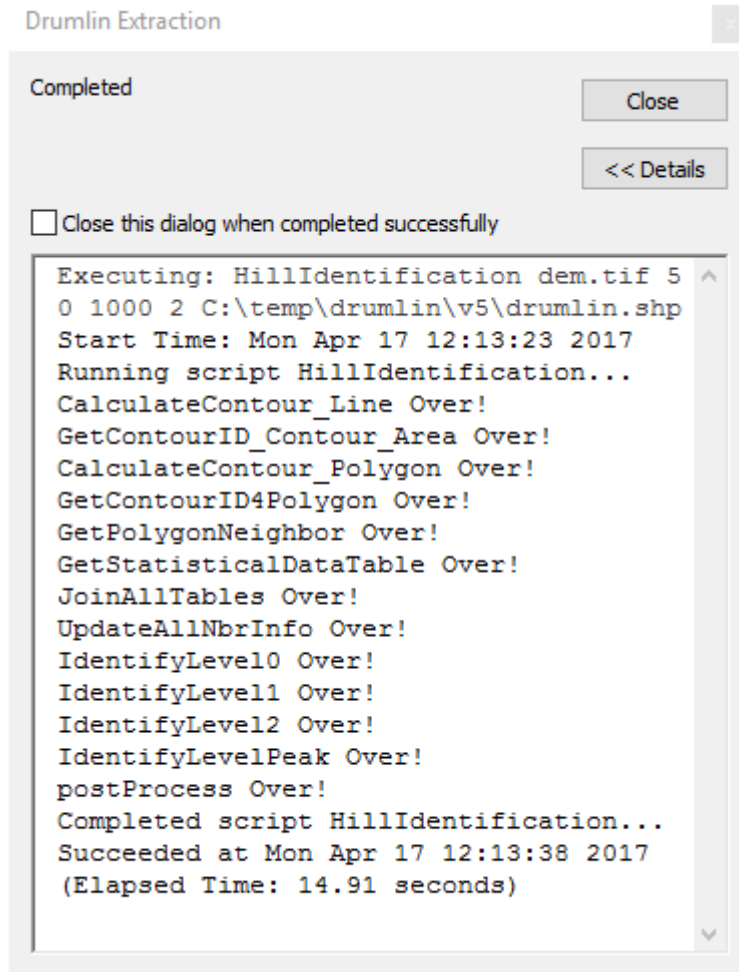 Drumlin Extraction
x
Completed
Close
<< Details
Close this dialog when completed successfully
Executing: HillIdentification dem.tif 5
0 1000 2 C:\temp\drumlin\v5\drumlin.shp
Start Time: Mon Apr 17 12:13:23 2017
Running script HillIdentification...
CalculateContour_Line Over!
GetContourID_Contour_Area Over!
CalculateContour_Polygon Over!
GetContourID4Polygon Over!
GetPolygonNeighbor Over!
GetStatisticalDataTable Over!
JoinAllTables Over!
UpdateAllNbrInfo Over!
IdentifyLevel0 Over!
IdentifyLevel1 Over!
IdentifyLevel2 Over!
IdentifyLevelPeak Over!
postProcess Over!
Completed script HillIdentification...
Succeeded at Mon Apr 17 12:13:38 2017
(Elapsed Time: 14.91 seconds)